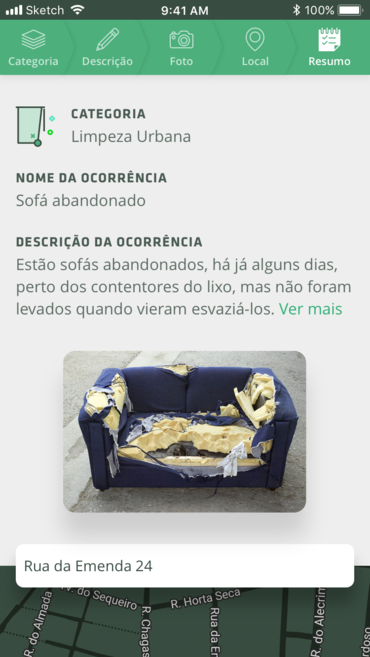 Sketch 9:41 AM 100%
Categoria Descrição Foto Local Resumo
CATEGORIA
Limpeza Urbana
NOME DA OCORRÊNCIA
Sofá abandonado
DESCRIÇÃO DA OCORRÊNCIA
Estão sofás abandonados, há já alguns dias,
perto dos contentores do lixo, mas não foram
levados quando vieram esvaziá-los. Ver mais
Rua da Emenda 24
R. do Almada
R. do Sequeiro
R. Chagas
R. Horta Seca
Rua da Em
R. do Alecrim